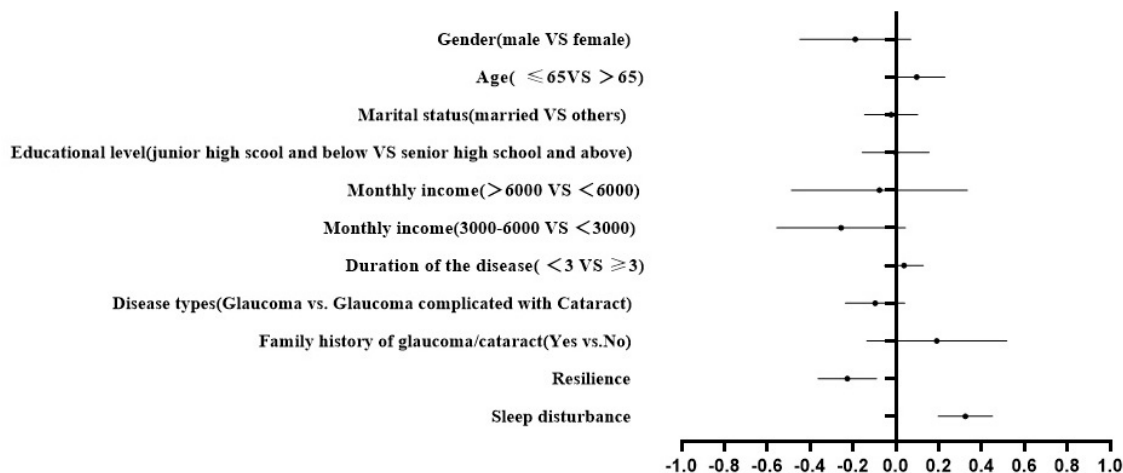 Gender(male VS female)
Age( ≤65VS >65)
Marital status(married VS others)
Educational level(junior high scool and below VS senior high school and above)
Monthly income(>6000 VS <6000)
Monthly income(3000-6000 VS <3000)
Duration of the disease( <3 VS ≥3)
Disease types(Glaucoma vs. Glaucoma complicated with Cataract)
Family history of glaucoma/cataract(Yes vs.No)
Resilience
Sleep disturbance
-1.0 -0.8 -0.6 -0.4 -0.2 0.0 0.2 0.4 0.6 0.8 1.0